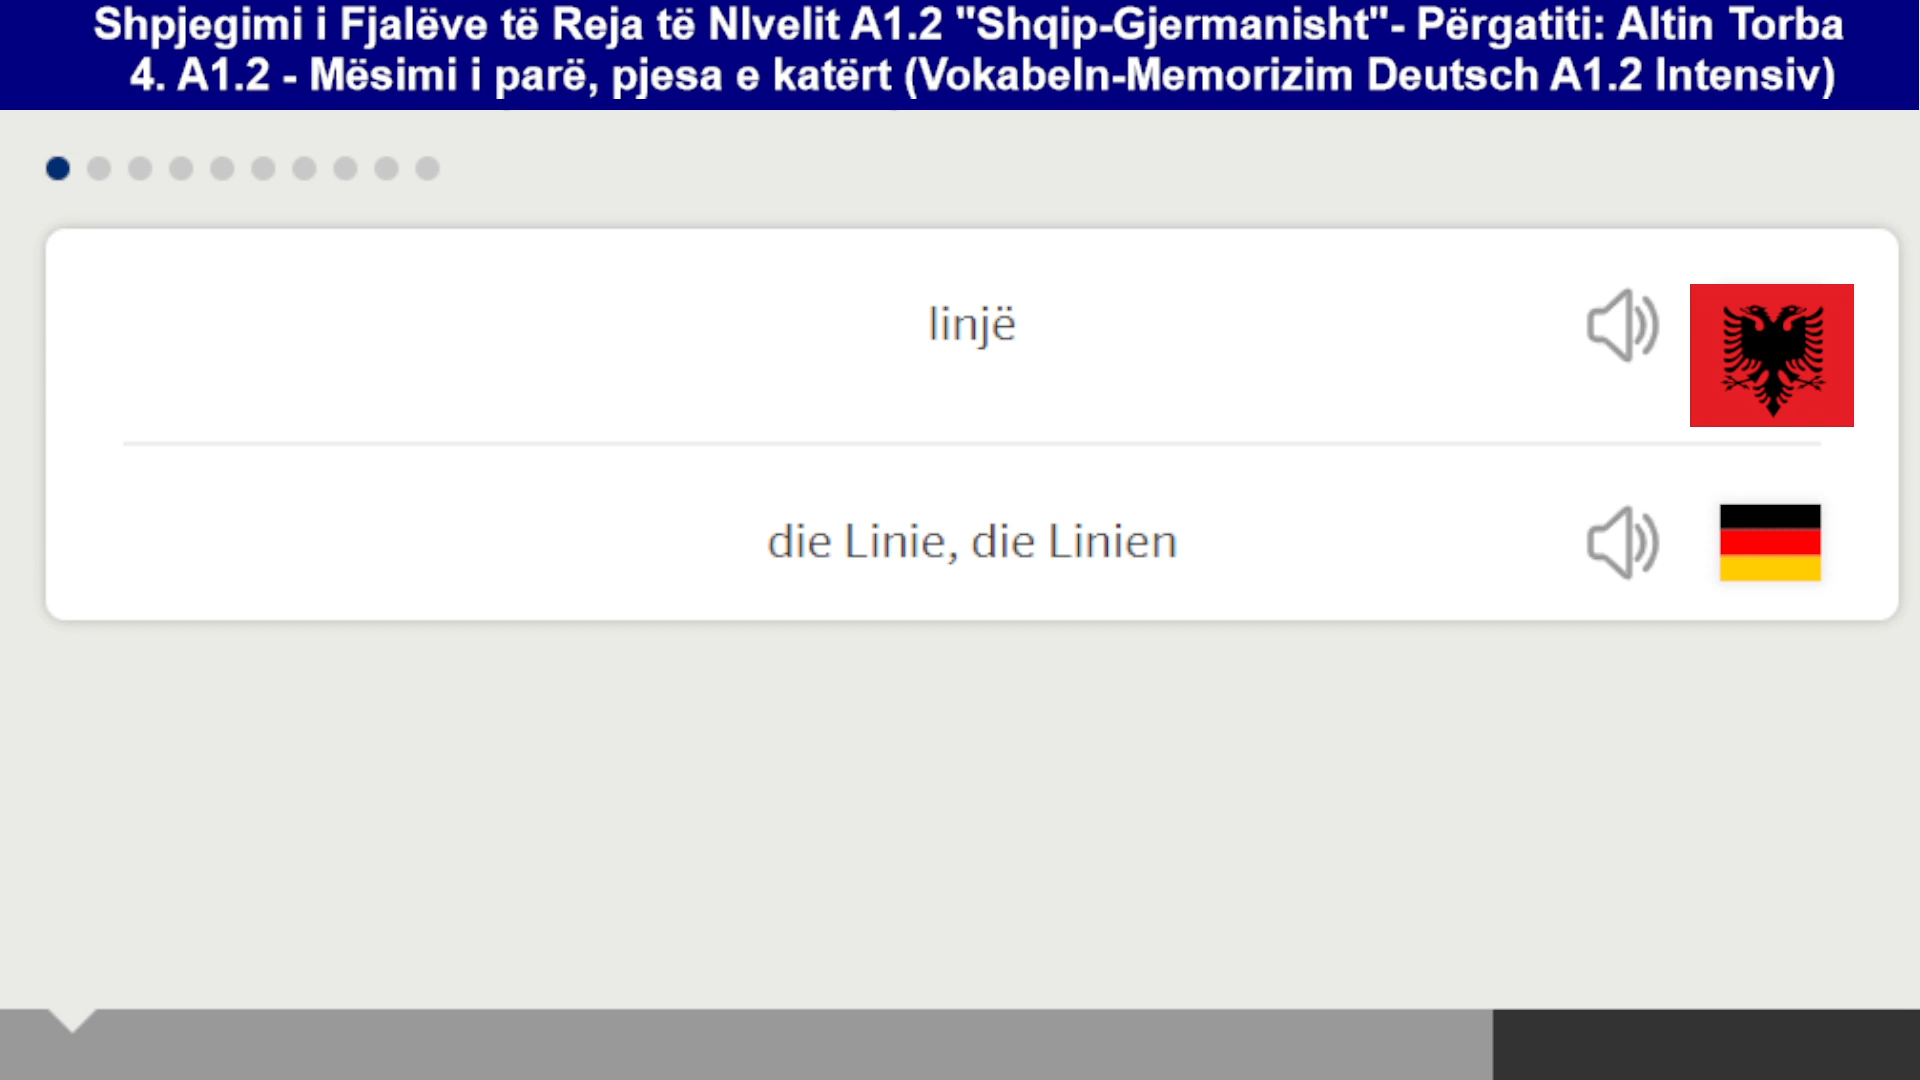 Shpjegimi i Fjalëve të Reja të NIvelit A1.2 "Shqip-Gjermanisht"- Përgatiti: Altin Torba
4. A1.2 - Mësimi i parë, pjesa e katërt (Vokabeln-Memorizim Deutsch A1.2 Intensiv)
linjë
die Linie, die Linien